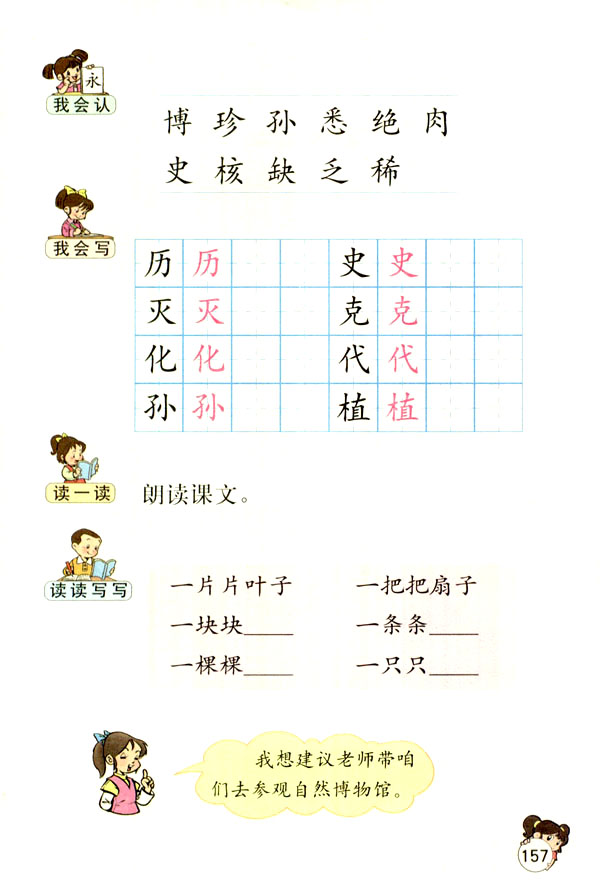 永
我会认
博 珍 孙 悉 绝 肉
史 核 缺 乏 稀
我会写
历 历 史 史
灭 灭 克 克
化 化 代 代
孙 孙 植 植
读一读
朗读课文。
读读写写
一片片叶子 一把把扇子
一块块____ 一条条____
一棵棵____ 一只只____
我想建议老师带咱
们去参观自然博物馆。
157